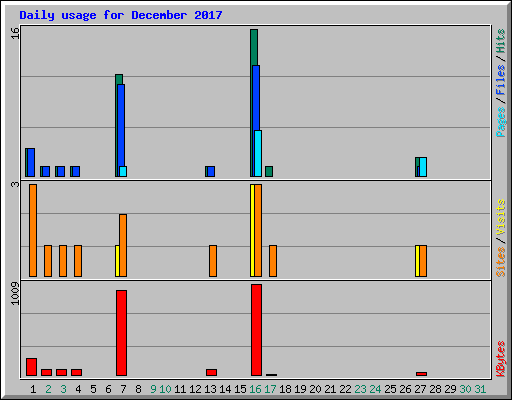 Daily usage for December 2017
16
Pages / Files / Hits
3
Sites / Visits
1009
KBytes
1 2 3 4 5 6 7 8 9 10 11 12 13 14 15 16 17 18 19 20 21 22 23 24 25 26 27 28 29 30 31